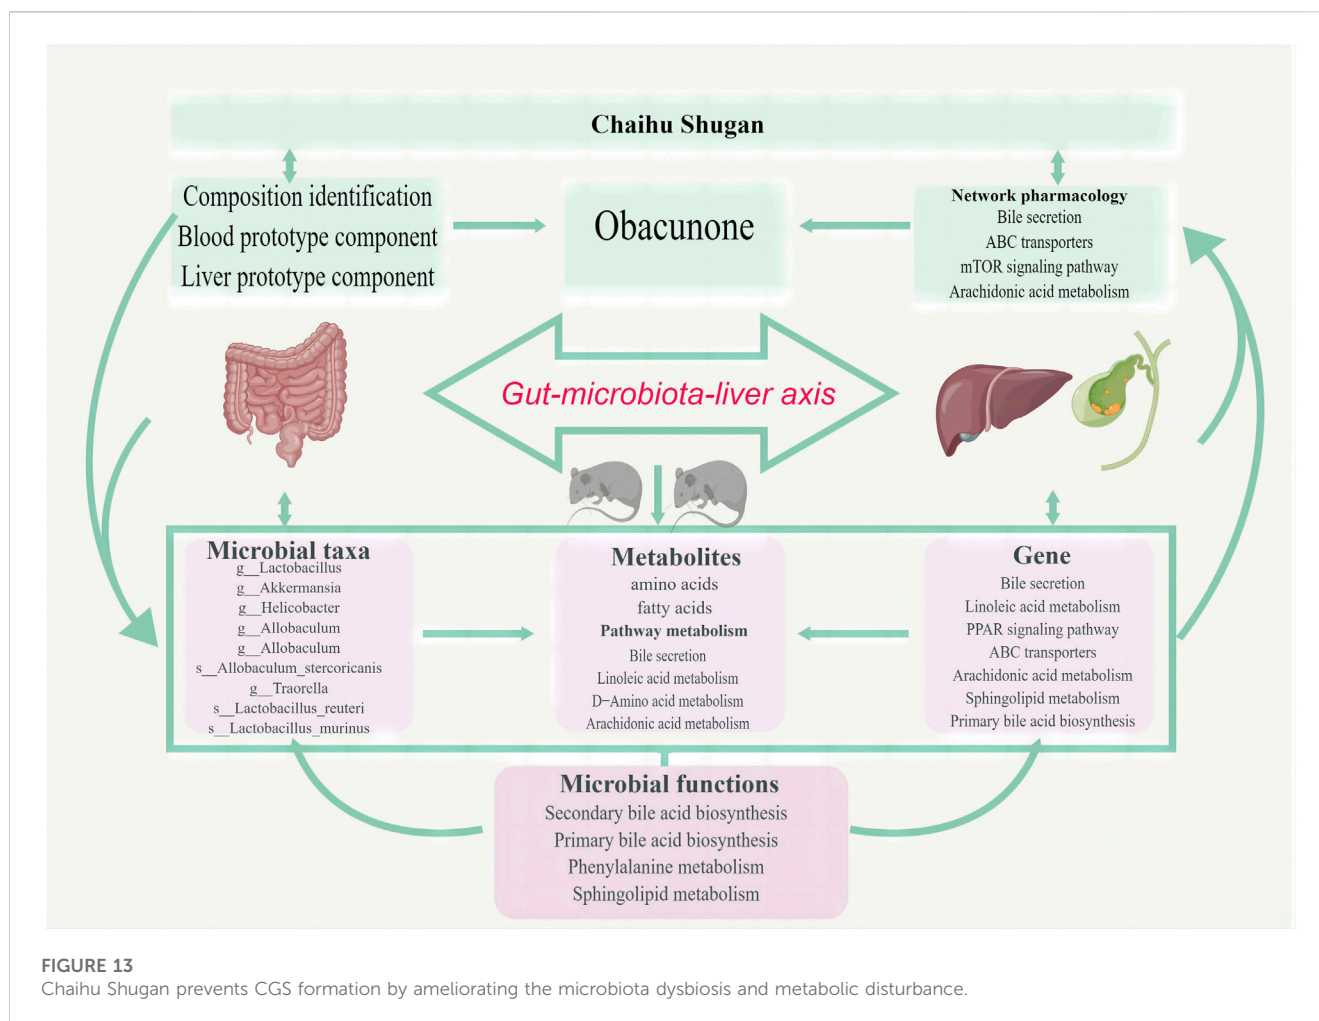 Chaihu Shugan
Composition identification
Blood prototype component
Liver prototype component
Obacunone
Network pharmacology
Bile secretion
ABC transporters
mTOR signaling pathway
Arachidonic acid metabolism
Gut-microbiota-liver axis
Microbial taxa
g__Lactobacillus
g__Akkermansia
g__Helicobacter
g__Allobaculum
g__Allobaculum
s__Allobaculum_stercoricanis
g__Traorella
s__Lactobacillus_reuteri
s__Lactobacillus_murinus
Metabolites
amino acids
fatty acids
Pathway metabolism
Bile secretion
Linoleic acid metabolism
D−Amino acid metabolism
Arachidonic acid metabolism
Gene
Bile secretion
Linoleic acid metabolism
PPAR signaling pathway
ABC transporters
Arachidonic acid metabolism
Sphingolipid metabolism
Primary bile acid biosynthesis
Microbial functions
Secondary bile acid biosynthesis
Primary bile acid biosynthesis
Phenylalanine metabolism
Sphingolipid metabolism
FIGURE 13
Chaihu Shugan prevents CGS formation by ameliorating the microbiota dysbiosis and metabolic disturbance.